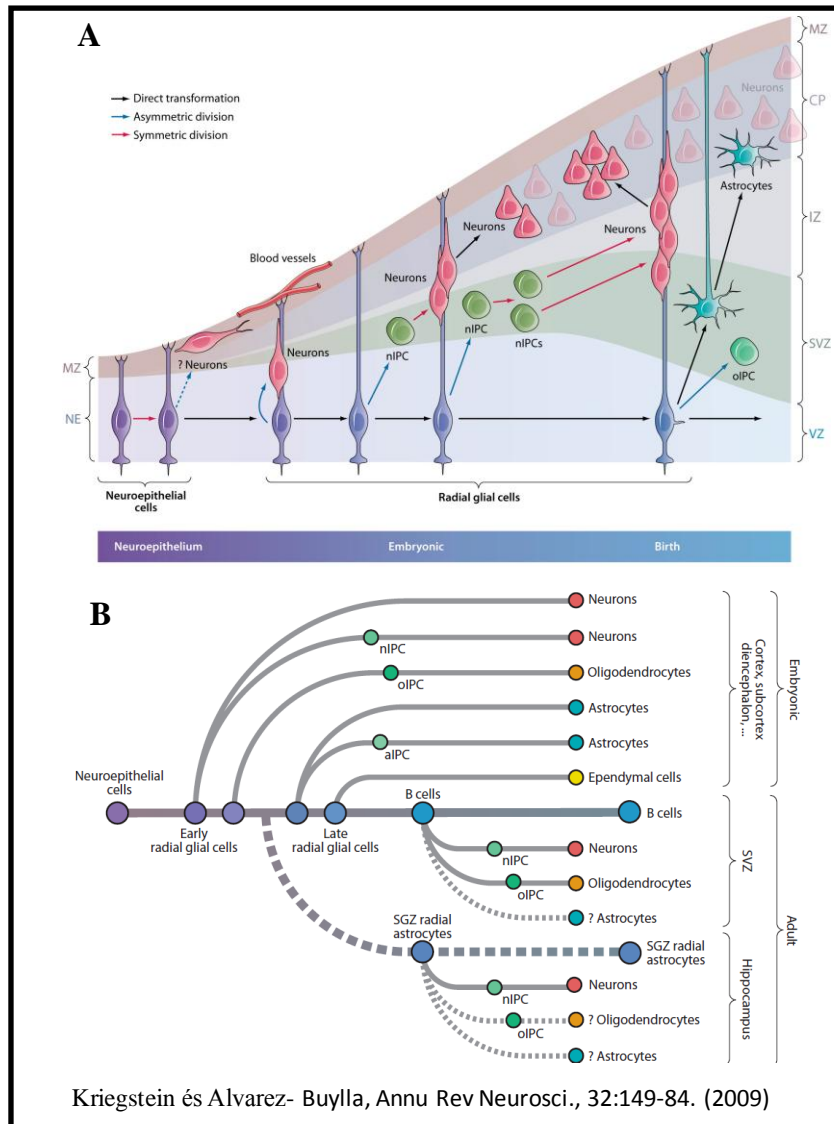 A
Direct transformation
Asymmetric division
Symmetric division
MZ
CP
IZ
SVZ
VZ
MZ
NE
Blood vessels
? Neurons
Neurons
Neurons
Neurons
Neurons
Neurons
Astrocytes
nIPC
nIPC
nIPCs
oIPC
Neuroepithelial
cells
Radial glial cells
Neuroepithelium
Embryonic
Birth
B
Neurons
nIPC
Neurons
oIPC
Oligodendrocytes
Astrocytes
aIPC
Astrocytes
Ependymal cells
Neuroepithelial
cells
Early
radial glial cells
Late
radial glial cells
B cells
B cells
nIPC
Neurons
oIPC
Oligodendrocytes
? Astrocytes
SGZ radial
astrocytes
SGZ radial
astrocytes
nIPC
Neurons
oIPC
? Oligodendrocytes
? Astrocytes
Cortex, subcortex
diencephalon, ...
Embryonic
SVZ
Hippocampus
Adult
Kriegstein és Alvarez- Buylla, Annu Rev Neurosci., 32:149-84. (2009)